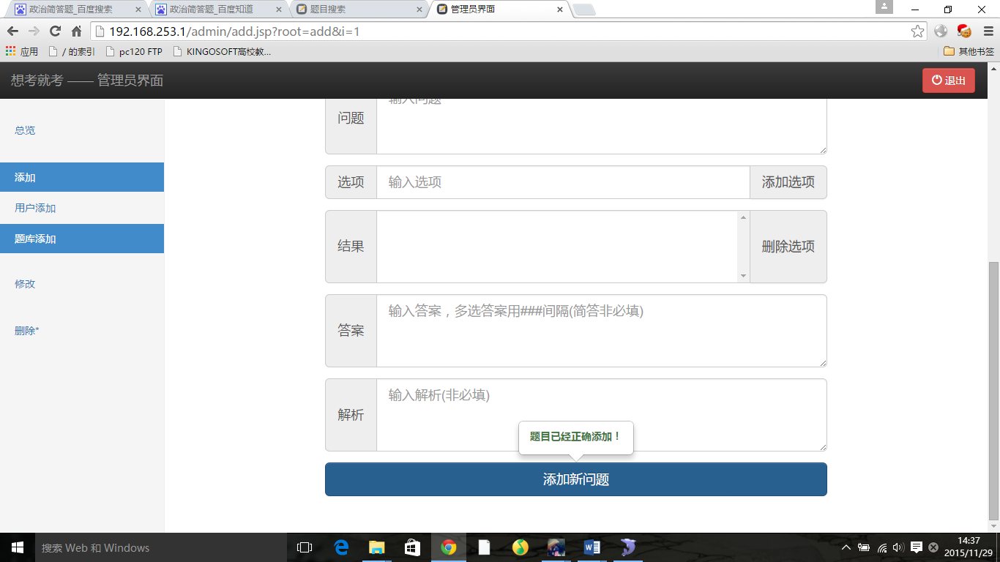 政治简答题_百度搜索
政治简答题_百度知道
题目搜索
管理员界面
192.168.253.1/admin/add.jsp?root=add&i=1
应用
/ 的索引
pc120 FTP
KINGOSOFT高校教...
其他书签
想考就考 —— 管理员界面
退出
总览
添加
用户添加
题库添加
修改
删除*
输入问题
问题
选项
输入选项
添加选项
结果
删除选项
答案
输入答案，多选答案用###间隔(简答非必填)
解析
输入解析(非必填)
题目已经正确添加！
添加新问题
搜索 Web 和 Windows
14:37
2015/11/29